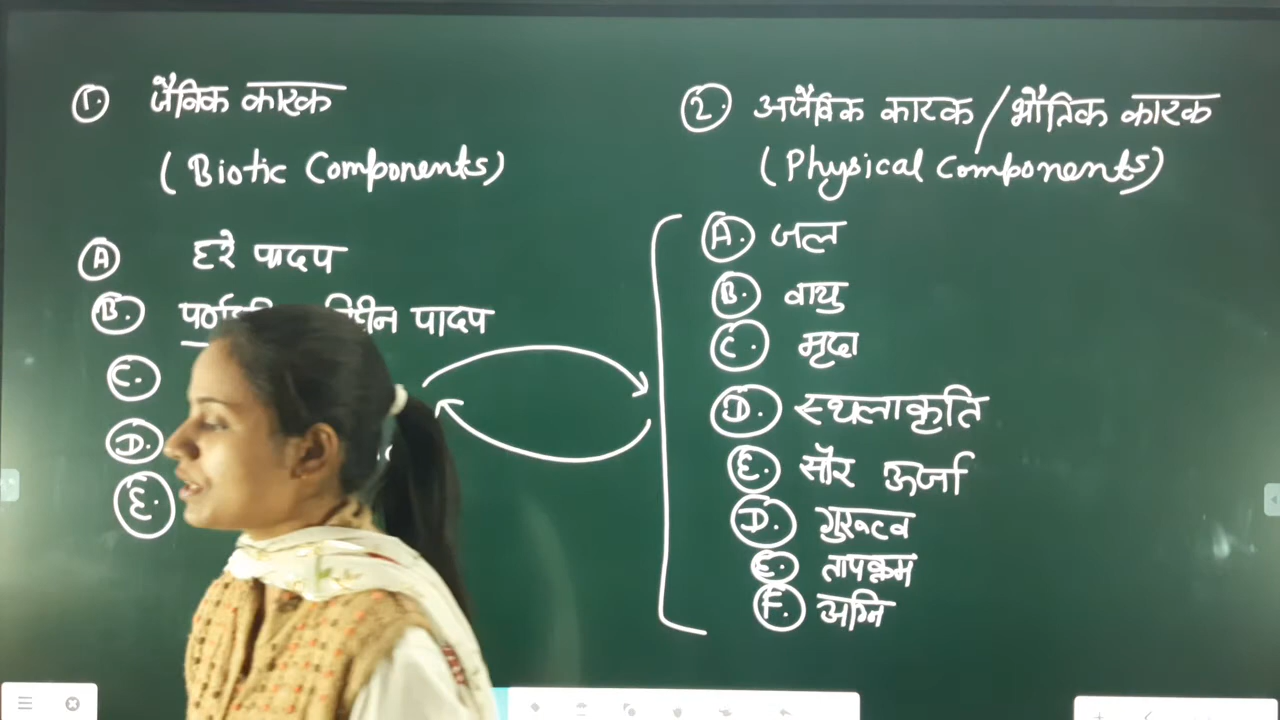 1. जैविक कारक
(Biotic Components)
A हरे पादप
B. पादप
C.
D.
E.
2. अजैविक कारक / भौतिक कारक
(Physical Components)
A. जल
B. वायु
C. मृदा
D. स्थलाकृति
E. सौर ऊर्जा
D. गुरूत्व
E. तापक्रम
F. अग्नि